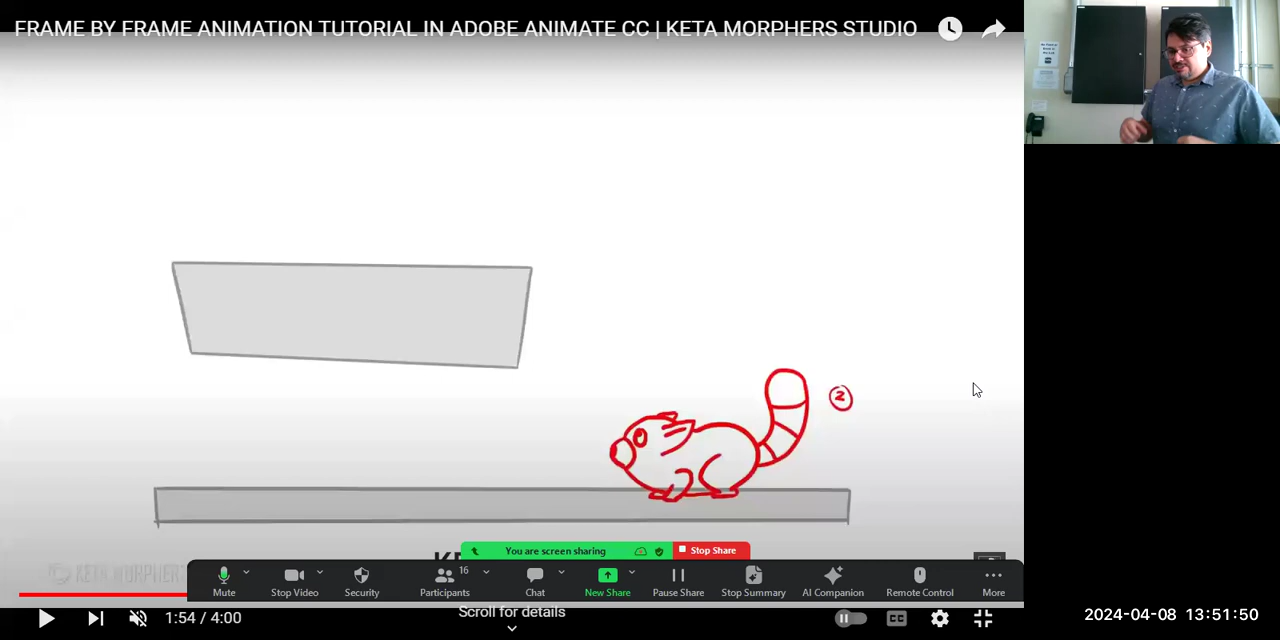 FRAME BY FRAME ANIMATION TUTORIAL IN ADOBE ANIMATE CC | KETA MORPHERS STUDIO
2
You are screen sharing
Stop Share
16
Mute
Stop Video
Security
Participants
Chat
New Share
Pause Share
Stop Summary
AI Companion
Remote Control
More
1:54 / 4:00
Scroll for details
CC
2024-04-08 13:51:50